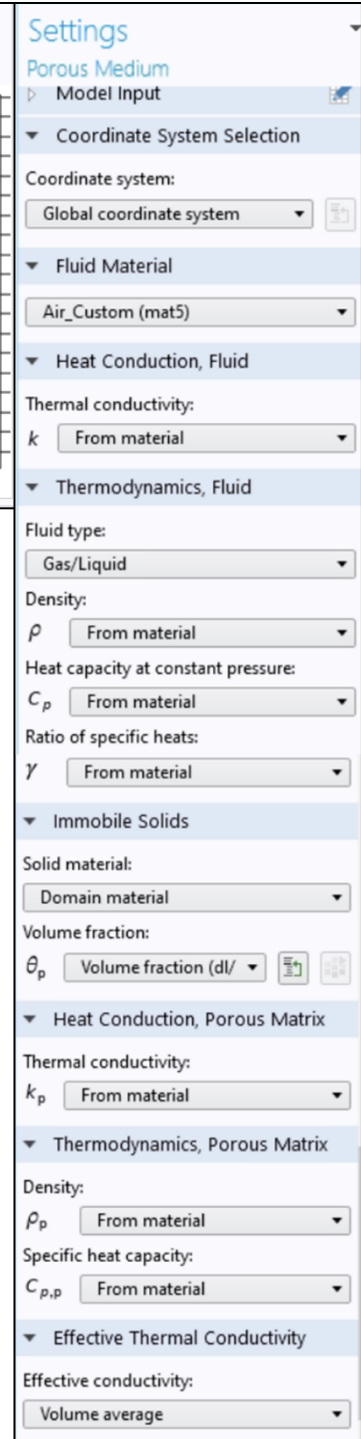 Settings
Porous Medium
Model Input
Coordinate System Selection
Coordinate system:
Global coordinate system
Fluid Material
Air_Custom (mat5)
Heat Conduction, Fluid
Thermal conductivity:
k From material
Thermodynamics, Fluid
Fluid type:
Gas/Liquid
Density:
ρ From material
Heat capacity at constant pressure:
Cp From material
Ratio of specific heats:
γ From material
Immobile Solids
Solid material:
Domain material
Volume fraction:
θp Volume fraction (dl/
Heat Conduction, Porous Matrix
Thermal conductivity:
kp From material
Thermodynamics, Porous Matrix
Density:
ρp From material
Specific heat capacity:
Cp,p From material
Effective Thermal Conductivity
Effective conductivity:
Volume average